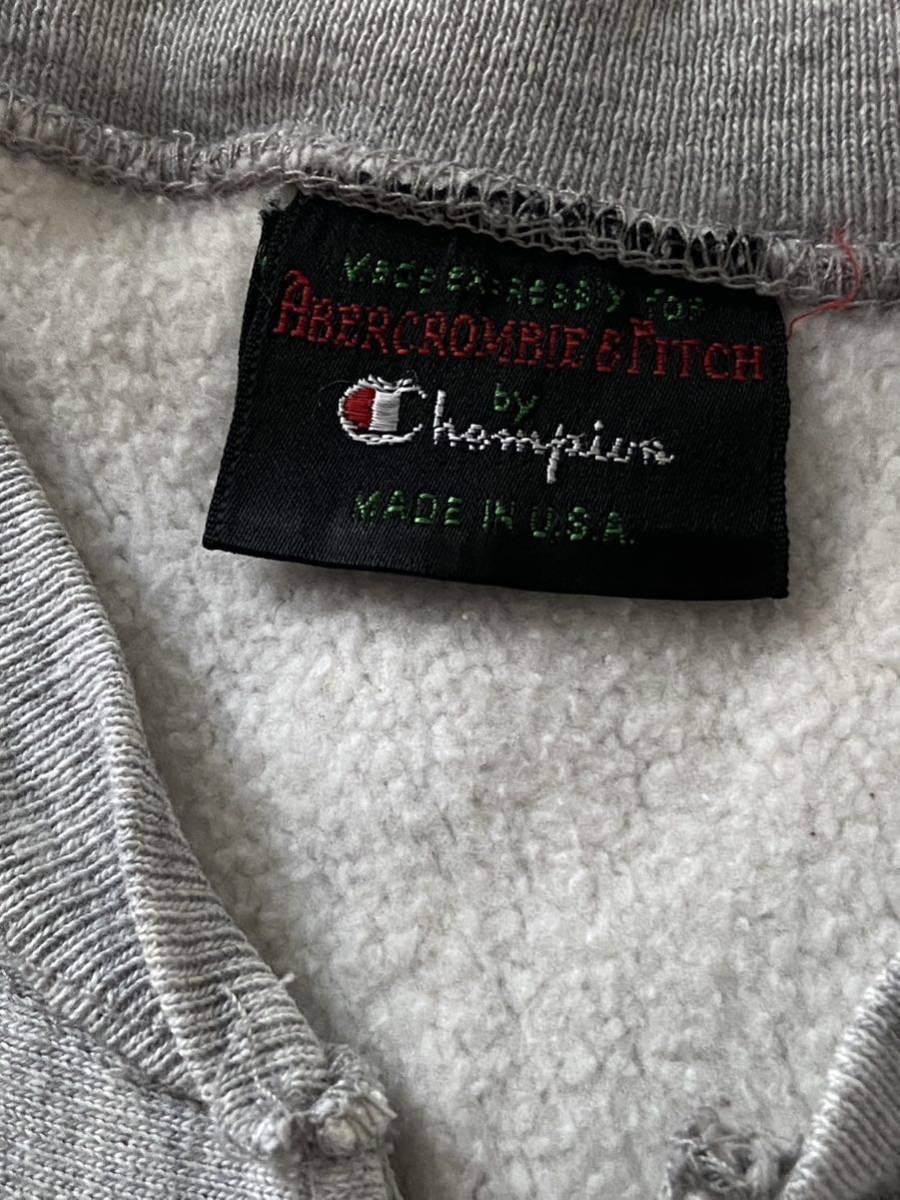 MADE EXPRESSLY FOR
ABERCROMBIE & FITCH
by
Champion
MADE IN U.S.A.